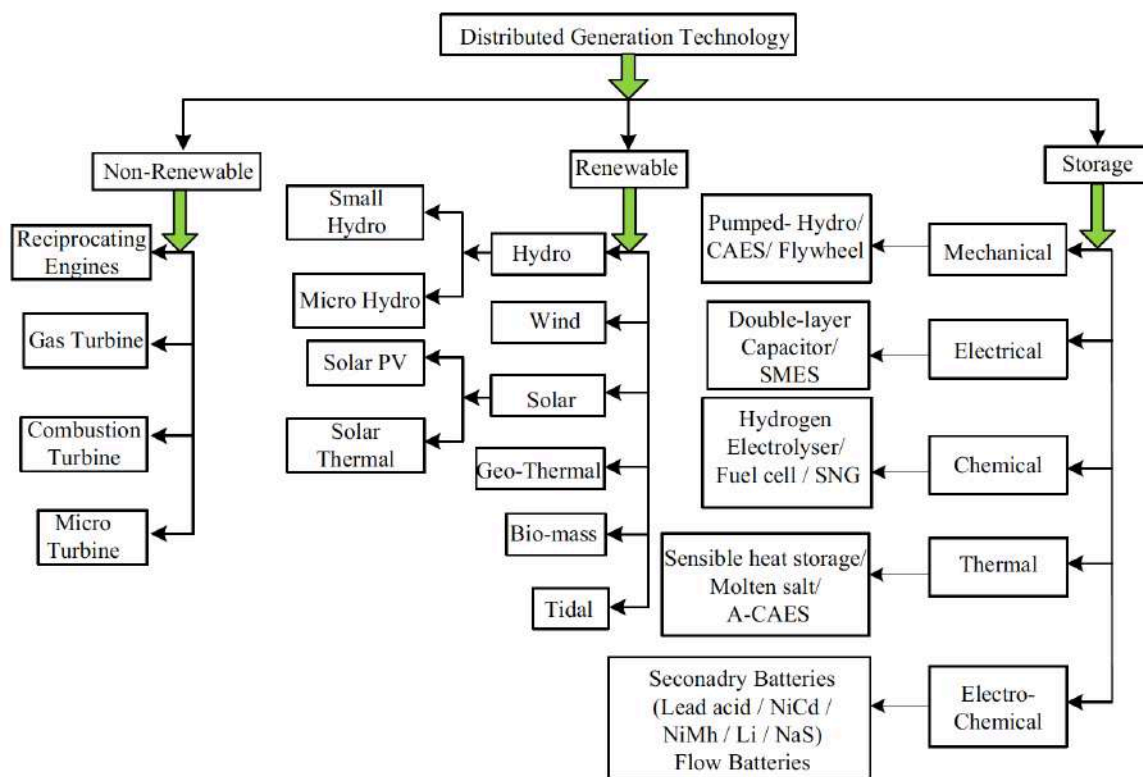 Distributed Generation Technology
Non-Renewable
Renewable
Storage
Reciprocating
Engines
Gas Turbine
Combustion
Turbine
Micro
Turbine
Small
Hydro
Micro Hydro
Hydro
Wind
Solar PV
Solar
Thermal
Solar
Geo-Thermal
Bio-mass
Tidal
Pumped- Hydro/
CAES/ Flywheel
Mechanical
Double-layer
Capacitor/
SMES
Electrical
Hydrogen
Electrolyser/
Fuel cell / SNG
Chemical
Sensible heat storage/
Molten salt/
A-CAES
Thermal
Seconadry Batteries
(Lead acid / NiCd /
NiMh / Li / NaS)
Flow Batteries
Electro-
Chemical